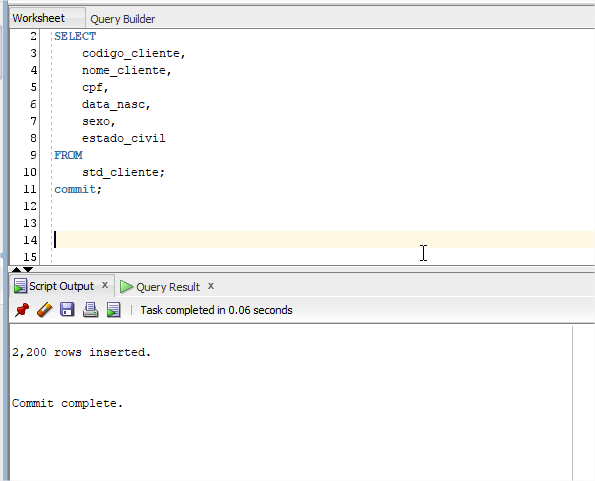 Worksheet Query Builder
2 SELECT
3 codigo_cliente,
4 nome_cliente,
5 cpf,
6 data_nasc,
7 sexo,
8 estado_civil
9 FROM
10 std_cliente;
11 commit;
12
13
14
15
Script Output x Query Result x
Task completed in 0.06 seconds
2,200 rows inserted.
Commit complete.